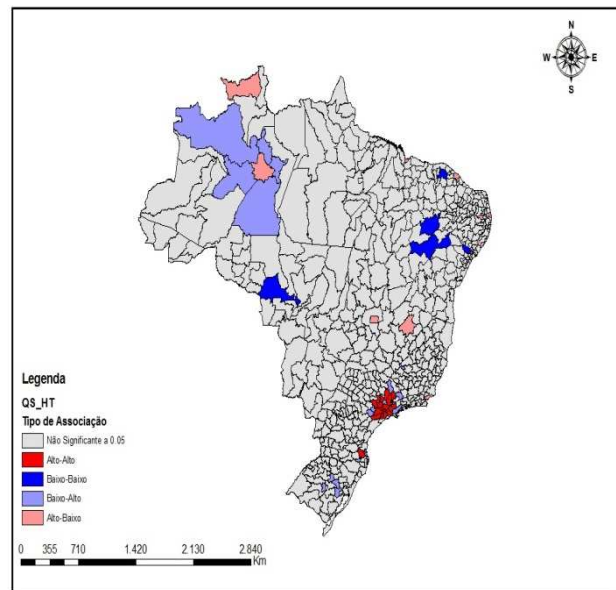 N
W E
S
Legenda
QS_HT
Tipo de Associação
Não Significante a 0.05
Alto-Alto
Baixo-Baixo
Baixo-Alto
Alto-Baixo
0 355 710 1.420 2.130 2.840
Km